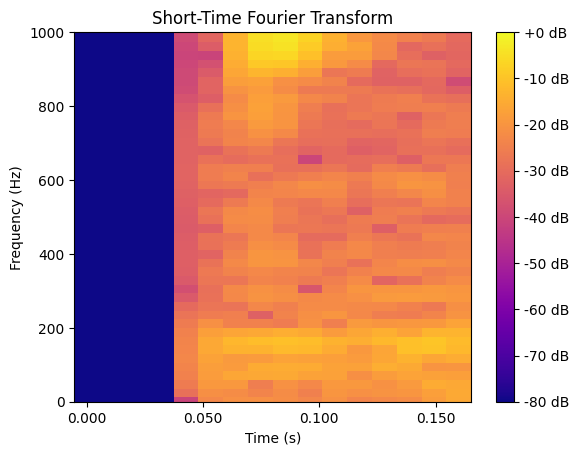 Short-Time Fourier Transform
1000
800
600
400
200
0
Frequency (Hz)
0.000
0.050
0.100
0.150
Time (s)
+0 dB
-10 dB
-20 dB
-30 dB
-40 dB
-50 dB
-60 dB
-70 dB
-80 dB